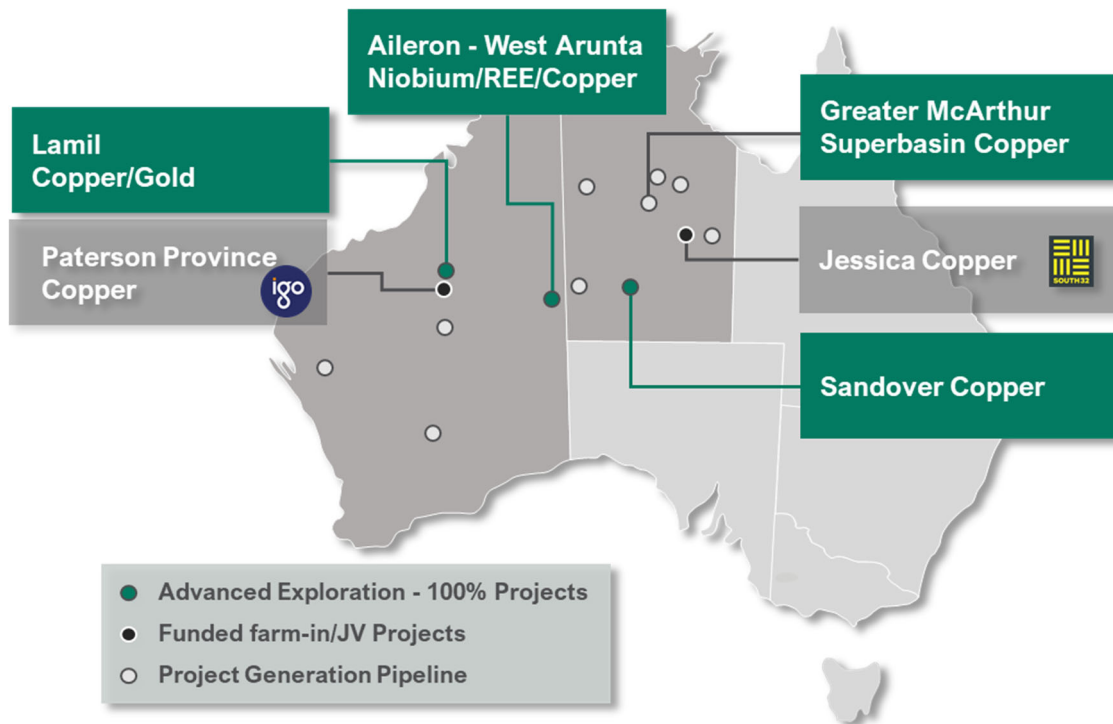 Aileron - West Arunta
Niobium/REE/Copper
Lamil
Copper/Gold
Greater McArthur
Superbasin Copper
Paterson Province
Copper
igo
Jessica Copper
SOUTH32
Sandover Copper
Advanced Exploration - 100% Projects
Funded farm-in/JV Projects
Project Generation Pipeline